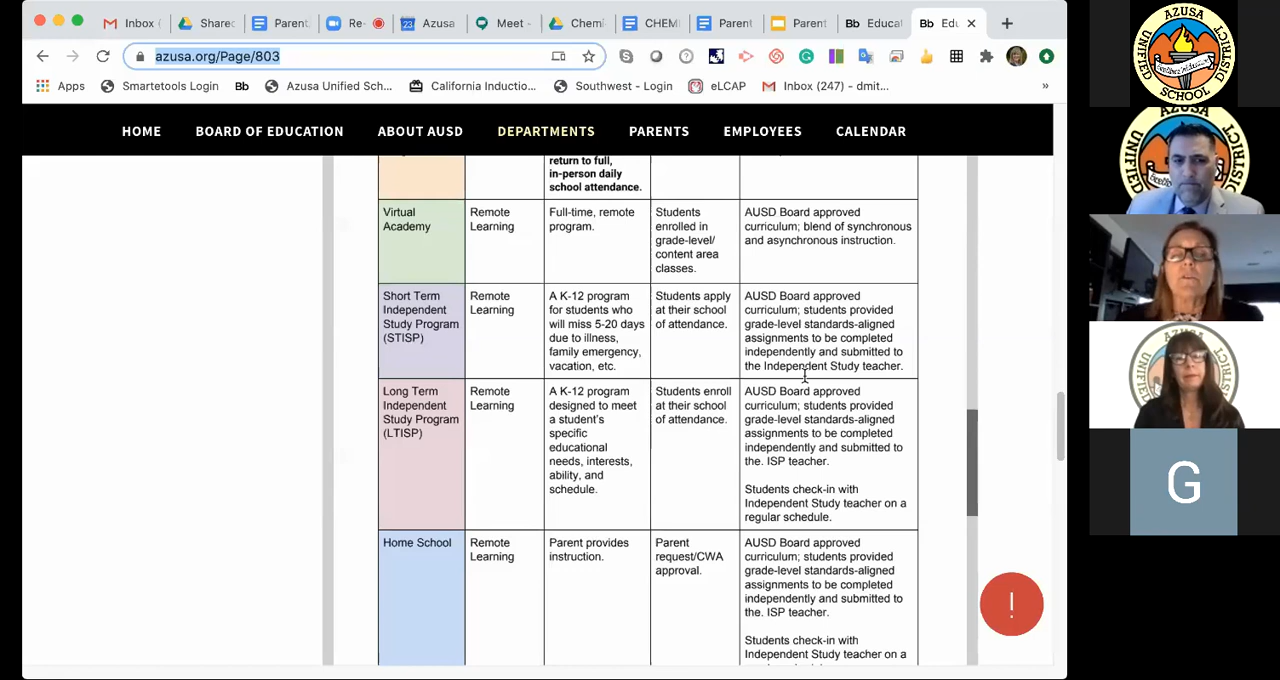 Inbox (
Share
Parent
Re-
Azusa
Meet -
Chemi
CHEM
Parent
Parent
Bb Educat
Bb Edu
azusa.org/Page/803
Apps
Smartetools Login
Bb
Azusa Unified Sch...
California Inductio...
Southwest - Login
eLCAP
Inbox (247) - dmit...
»
HOME BOARD OF EDUCATION ABOUT AUSD DEPARTMENTS PARENTS EMPLOYEES CALENDAR
return to full,
in-person daily
school attendance.
Virtual
Academy
Remote
Learning
Full-time, remote
program.
Students
enrolled in
grade-level/
content area
classes.
AUSD Board approved
curriculum; blend of synchronous
and asynchronous instruction.
Short Term
Independent
Study Program
(STISP)
Remote
Learning
A K-12 program
for students who
will miss 5-20 days
due to illness,
family emergency,
vacation, etc.
Students apply
at their school
of attendance.
AUSD Board approved
curriculum; students provided
grade-level standards-aligned
assignments to be completed
independently and submitted to
the Independent Study teacher.
Long Term
Independent
Study Program
(LTISP)
Remote
Learning
A K-12 program
designed to meet
a student's
specific
educational
needs, interests,
ability, and
schedule.
Students enroll
at their school
of attendance.
AUSD Board approved
curriculum; students provided
grade-level standards-aligned
assignments to be completed
independently and submitted to
the. ISP teacher.
Students check-in with
Independent Study teacher on a
regular schedule.
Home School
Remote
Learning
Parent provides
instruction.
Parent
request/CWA
approval.
AUSD Board approved
curriculum; students provided
grade-level standards-aligned
assignments to be completed
independently and submitted to
the. ISP teacher.
Students check-in with
Independent Study teacher on a
!
AZUSA
UNIFIED
SCHOOL
DISTRICT
G